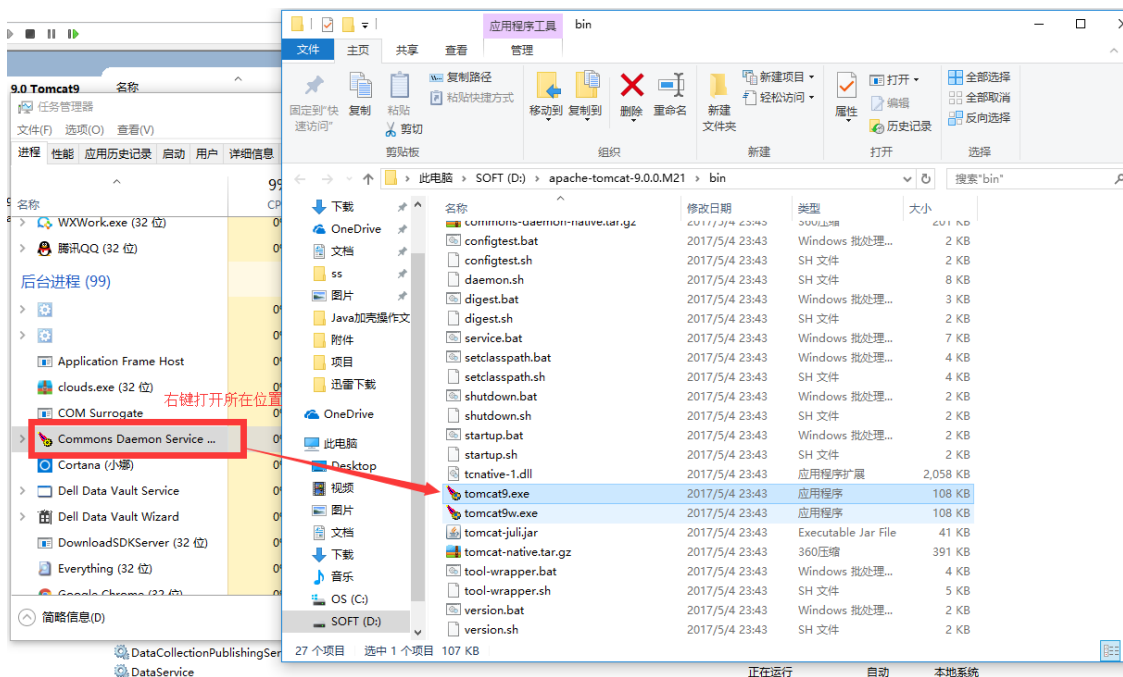 9.0 Tomcat9
名称
任务管理器
文件(F) 选项(O) 查看(V)
进程 性能 应用历史记录 启动 用户 详细信息
名称
WXWork.exe (32 位)
腾讯QQ (32 位)
后台进程 (99)
Application Frame Host
clouds.exe (32 位)
右键打开所在位置
COM Surrogate
Commons Daemon Service ...
Cortana (小娜)
Dell Data Vault Service
Dell Data Vault Wizard
DownloadSDKServer (32 位)
Everything (32 位)
Google Chrome (32 位)
简略信息(D)
DataCollectionPublishingSer
DataService
应用程序工具 bin
文件 主页 共享 查看 管理
固定到"快速访问"
复制
粘贴
复制路径
粘贴快捷方式
剪切
剪贴板
移动到 复制到 删除 重命名
组织
新建文件夹
新建项目
轻松访问
新建
属性
打开
编辑
历史记录
打开
全部选择
全部取消
反向选择
选择
此电脑 › SOFT (D:) › apache-tomcat-9.0.0.M21 › bin
搜索"bin"
下载
OneDrive
文档
ss
图片
Java加壳操作文
附件
项目
迅雷下载
OneDrive
此电脑
Desktop
视频
图片
文档
下载
音乐
OS (C:)
SOFT (D:)
名称 修改日期 类型 大小
commons-daemon-native.tar.gz 2017/5/4 23:43 360压缩 201 KB
configtest.bat 2017/5/4 23:43 Windows 批处理... 2 KB
configtest.sh 2017/5/4 23:43 SH 文件 2 KB
daemon.sh 2017/5/4 23:43 SH 文件 8 KB
digest.bat 2017/5/4 23:43 Windows 批处理... 3 KB
digest.sh 2017/5/4 23:43 SH 文件 2 KB
service.bat 2017/5/4 23:43 Windows 批处理... 7 KB
setclasspath.bat 2017/5/4 23:43 Windows 批处理... 4 KB
setclasspath.sh 2017/5/4 23:43 SH 文件 4 KB
shutdown.bat 2017/5/4 23:43 Windows 批处理... 2 KB
shutdown.sh 2017/5/4 23:43 SH 文件 2 KB
startup.bat 2017/5/4 23:43 Windows 批处理... 2 KB
startup.sh 2017/5/4 23:43 SH 文件 2 KB
tcnative-1.dll 2017/5/4 23:43 应用程序扩展 2,058 KB
tomcat9.exe 2017/5/4 23:43 应用程序 108 KB
tomcat9w.exe 2017/5/4 23:43 应用程序 108 KB
tomcat-juli.jar 2017/5/4 23:43 Executable Jar File 41 KB
tomcat-native.tar.gz 2017/5/4 23:43 360压缩 391 KB
tool-wrapper.bat 2017/5/4 23:43 Windows 批处理... 4 KB
tool-wrapper.sh 2017/5/4 23:43 SH 文件 5 KB
version.bat 2017/5/4 23:43 Windows 批处理... 2 KB
version.sh 2017/5/4 23:43 SH 文件 2 KB
27 个项目 选中 1 个项目 107 KB
正在运行 自动 本地系统